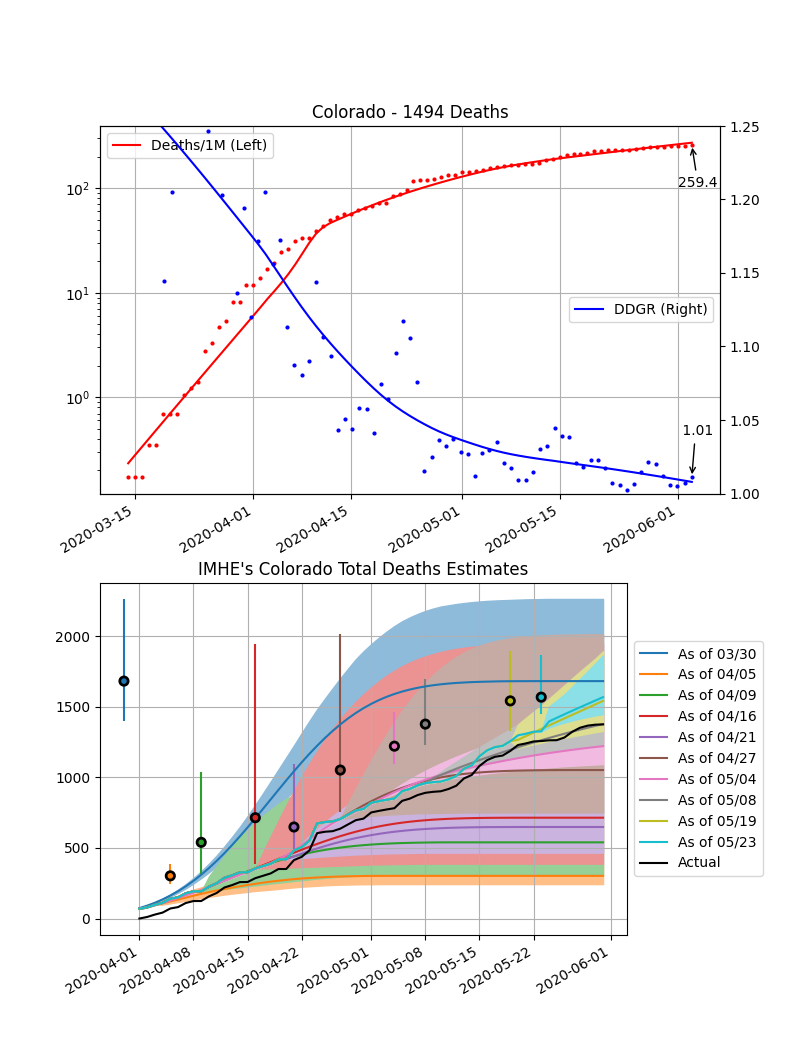 Colorado - 1494 Deaths
Deaths/1M (Left)
DDGR (Right)
259.4
1.01
10²
10¹
10⁰
1.25
1.20
1.15
1.10
1.05
1.00
2020-03-15
2020-04-01
2020-04-15
2020-05-01
2020-05-15
2020-06-01
IMHE's Colorado Total Deaths Estimates
2000
1500
1000
500
0
2020-04-01
2020-04-08
2020-04-15
2020-04-22
2020-05-01
2020-05-08
2020-05-15
2020-05-22
2020-06-01
As of 03/30
As of 04/05
As of 04/09
As of 04/16
As of 04/21
As of 04/27
As of 05/04
As of 05/08
As of 05/19
As of 05/23
Actual